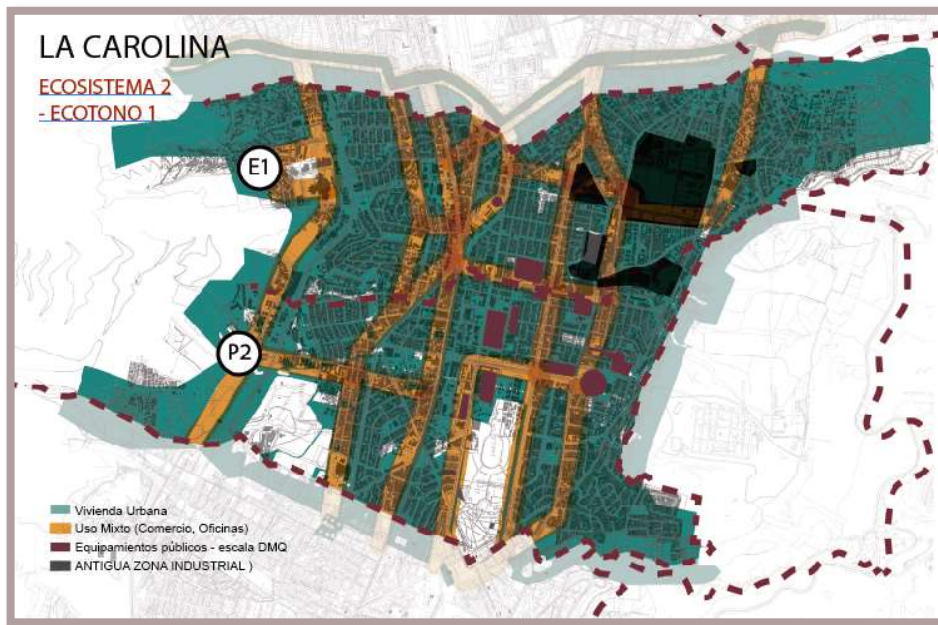 LA CAROLINA
ECOSISTEMA 2
- ECOTONO 1
E1
P2
Vivienda Urbana
Uso Mixto (Comercio, Oficinas)
Equipamientos públicos - escala DMQ
ANTIGUA ZONA INDUSTRIAL )